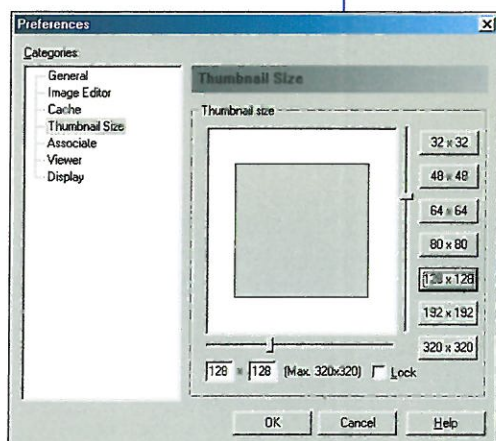 Preferences
Categories:
General
Image Editor
Cache
Thumbnail Size
Associate
Viewer
Display
Thumbnail Size
Thumbnail size
32 x 32
48 x 48
64 x 64
80 x 80
128 x 128
192 x 192
320 x 320
128 x 128 (Max. 320x320) Lock
OK Cancel Help